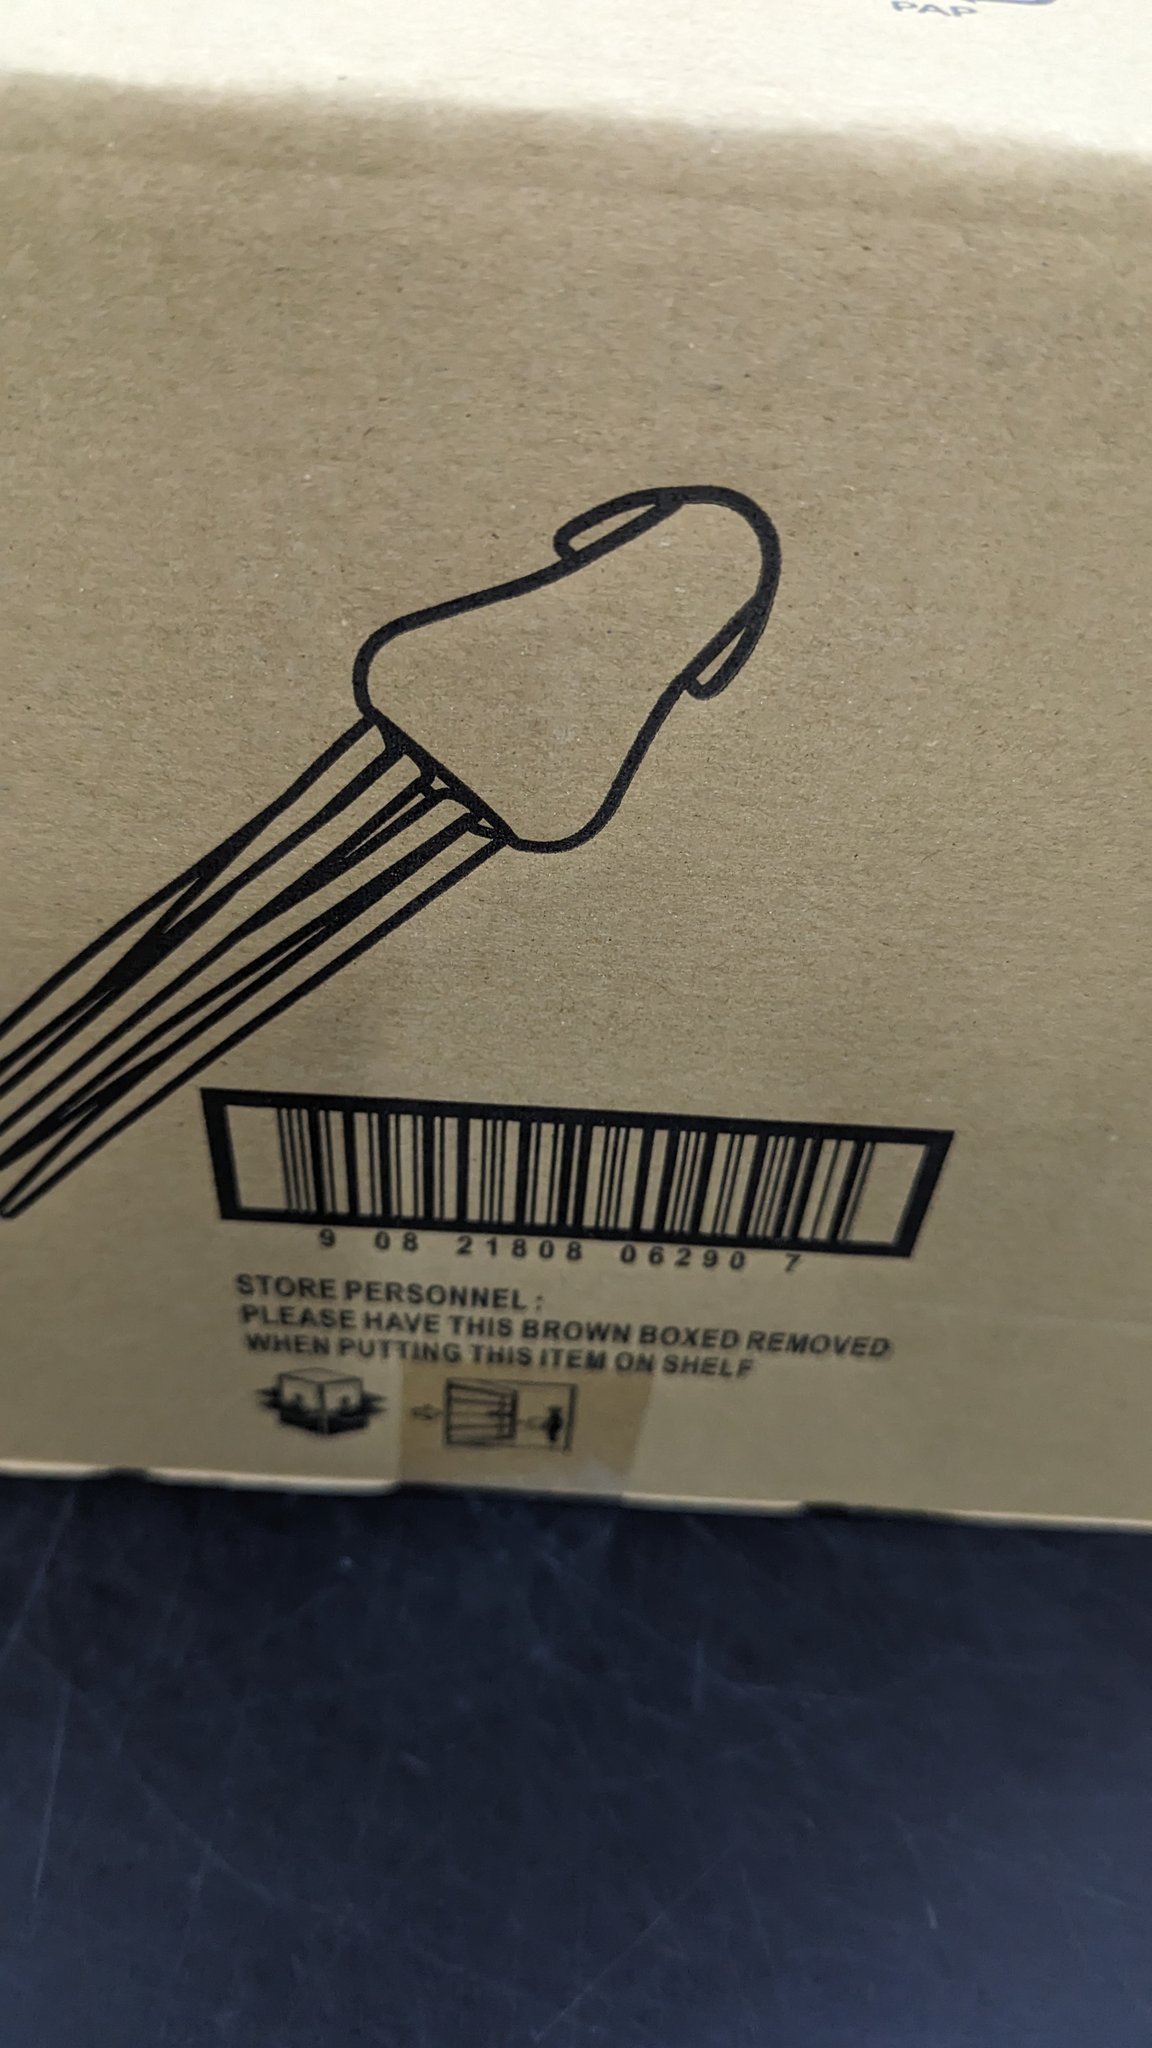 PAP
9 08 21808 06290 7
STORE PERSONNEL :
PLEASE HAVE THIS BROWN BOXED REMOVED
WHEN PUTTING THIS ITEM ON SHELF